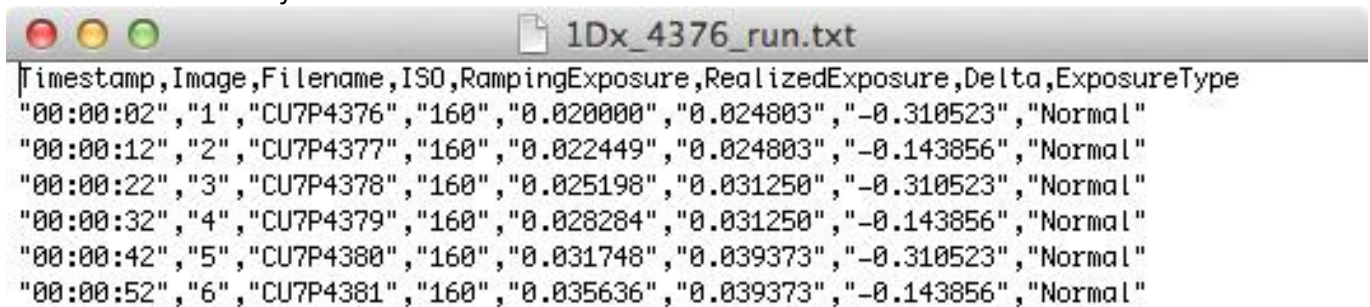 1Dx_4376_run.txt
Timestamp,Image,Filename,ISO,RampingExposure,RealizedExposure,Delta,ExposureType
"00:00:02","1","CU7P4376","160","0.020000","0.024803","-0.310523","Normal"
"00:00:12","2","CU7P4377","160","0.022449","0.024803","-0.143856","Normal"
"00:00:22","3","CU7P4378","160","0.025198","0.031250","-0.310523","Normal"
"00:00:32","4","CU7P4379","160","0.028284","0.031250","-0.143856","Normal"
"00:00:42","5","CU7P4380","160","0.031748","0.039373","-0.310523","Normal"
"00:00:52","6","CU7P4381","160","0.035636","0.039373","-0.143856","Normal"